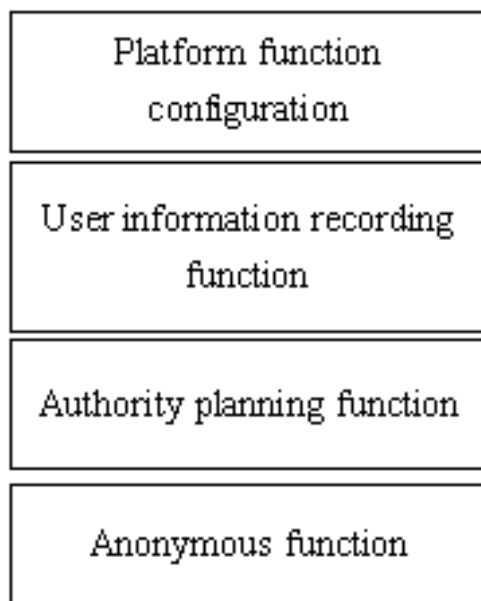 Platform function
configuration
User information recording
function
Authority planning function
Anonymous function